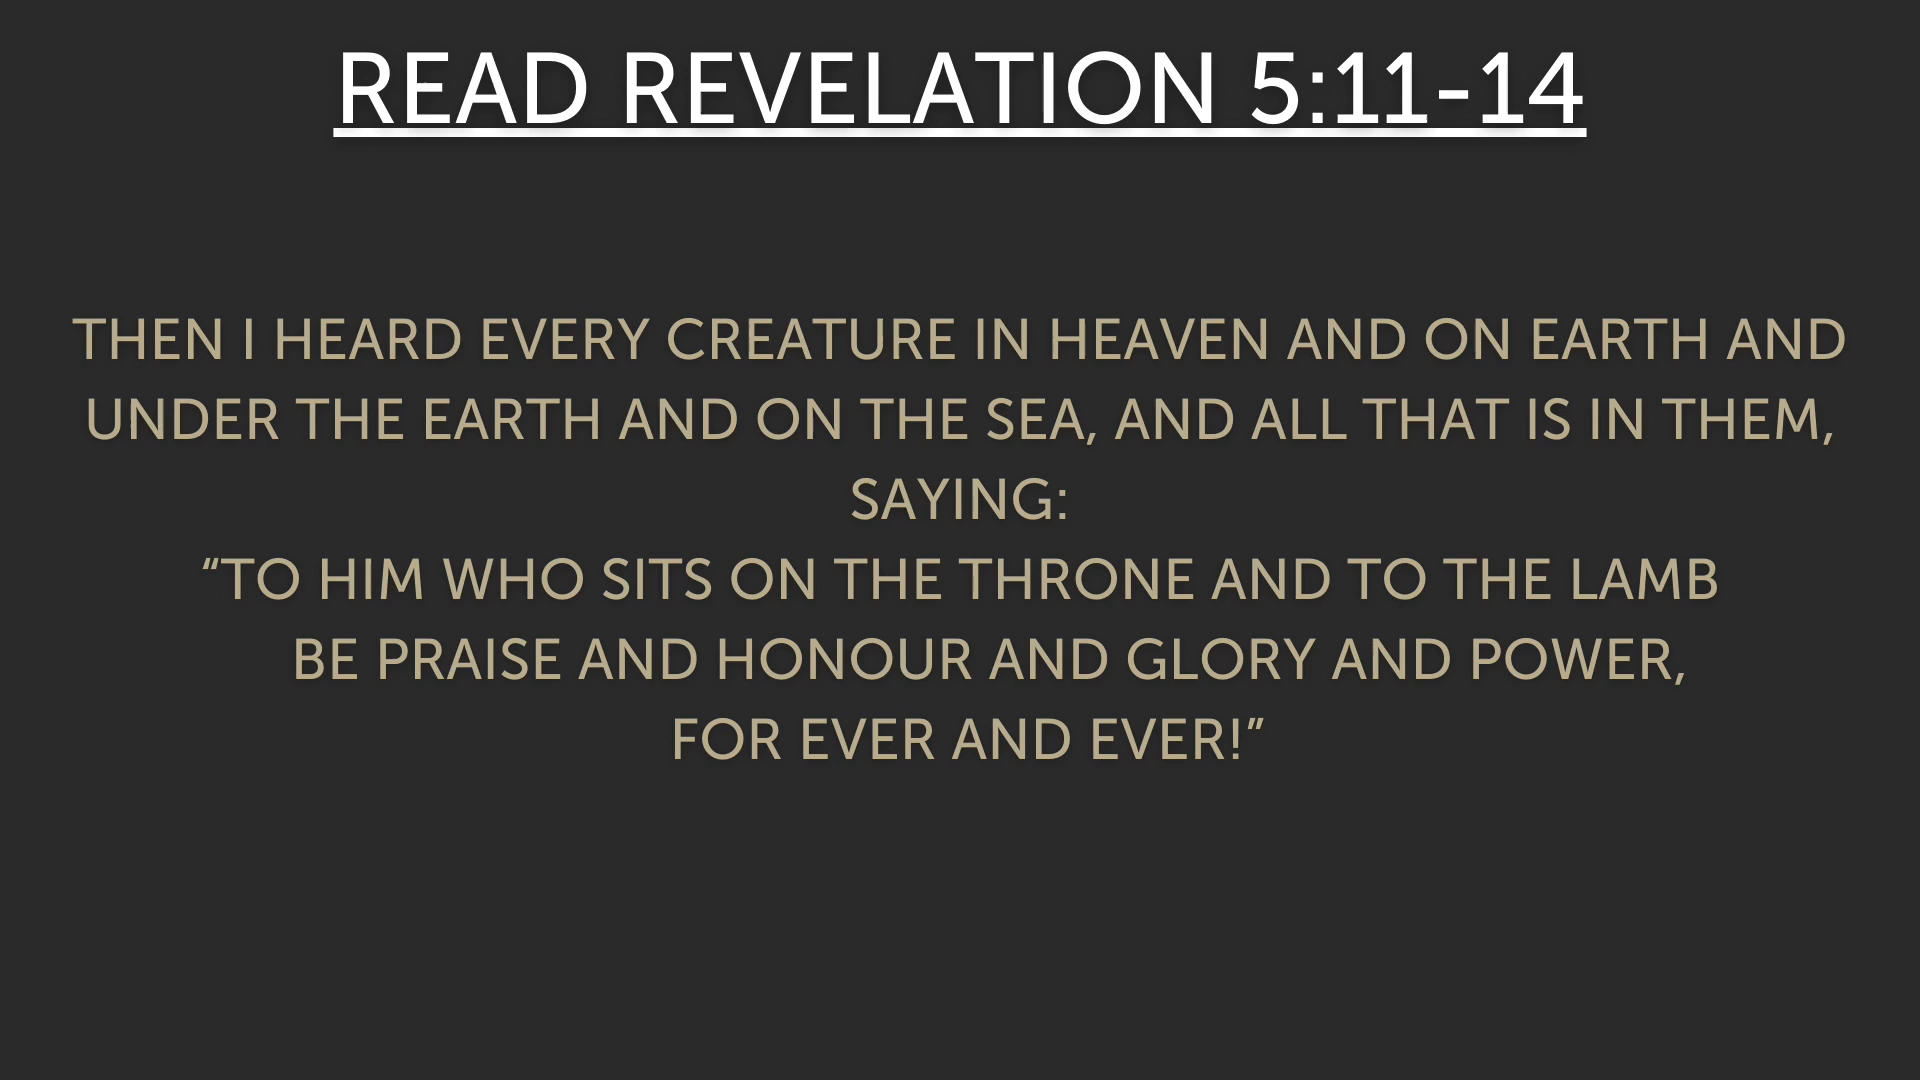 READ REVELATION 5:11-14
THEN I HEARD EVERY CREATURE IN HEAVEN AND ON EARTH AND
UNDER THE EARTH AND ON THE SEA, AND ALL THAT IS IN THEM,
SAYING:
“TO HIM WHO SITS ON THE THRONE AND TO THE LAMB
BE PRAISE AND HONOUR AND GLORY AND POWER,
FOR EVER AND EVER!”